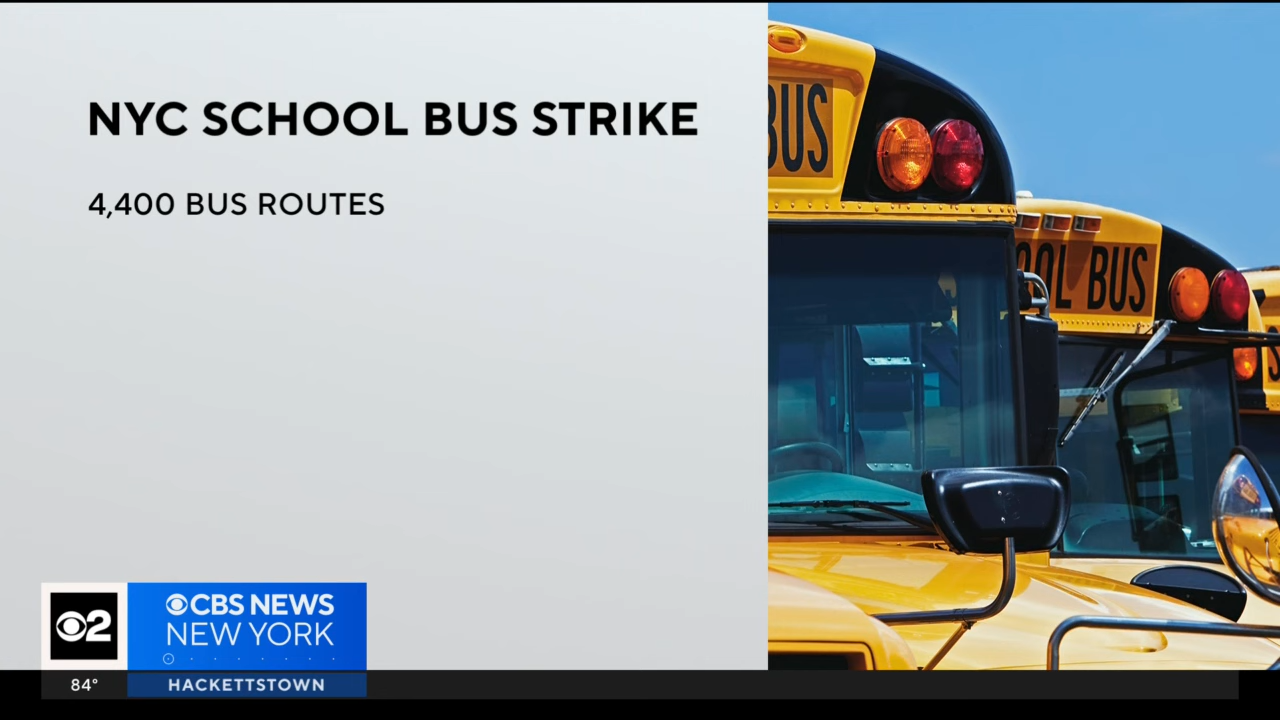 NYC SCHOOL BUS STRIKE
4,400 BUS ROUTES
BUS
OOL BUS
S
2
CBS NEWS
NEW YORK
84° HACKETTSTOWN